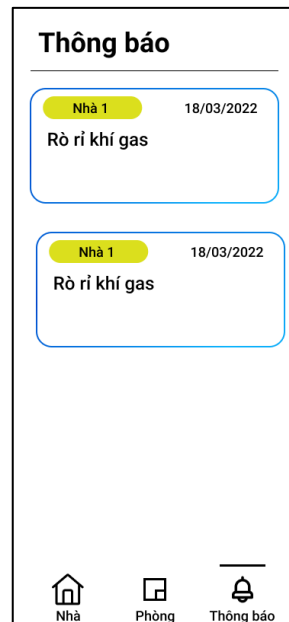 Thông báo
Nhà 1 18/03/2022
Rò rỉ khí gas
Nhà 1 18/03/2022
Rò rỉ khí gas
Nhà Phòng Thông báo